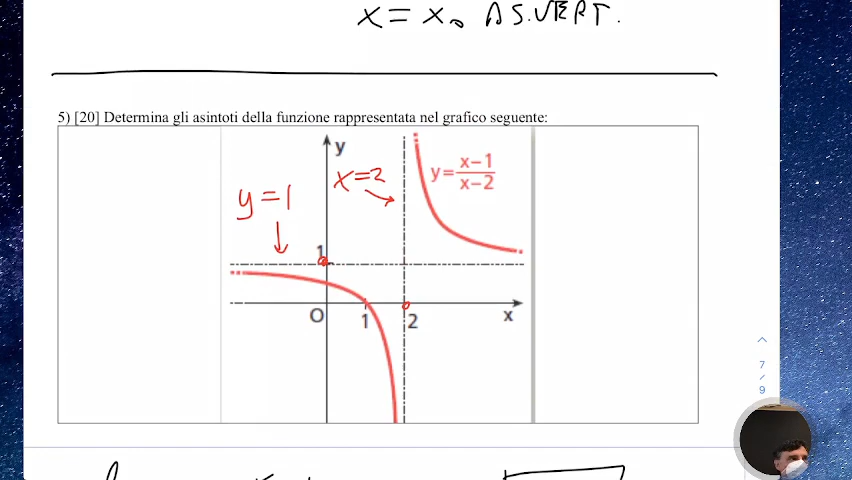 x = x₀ AS.VERT.
5) [20] Determina gli asintoti della funzione rappresentata nel grafico seguente:
y
x=2
y = x-1 / x-2
y=1
1
O
1
2
x
7
/
9